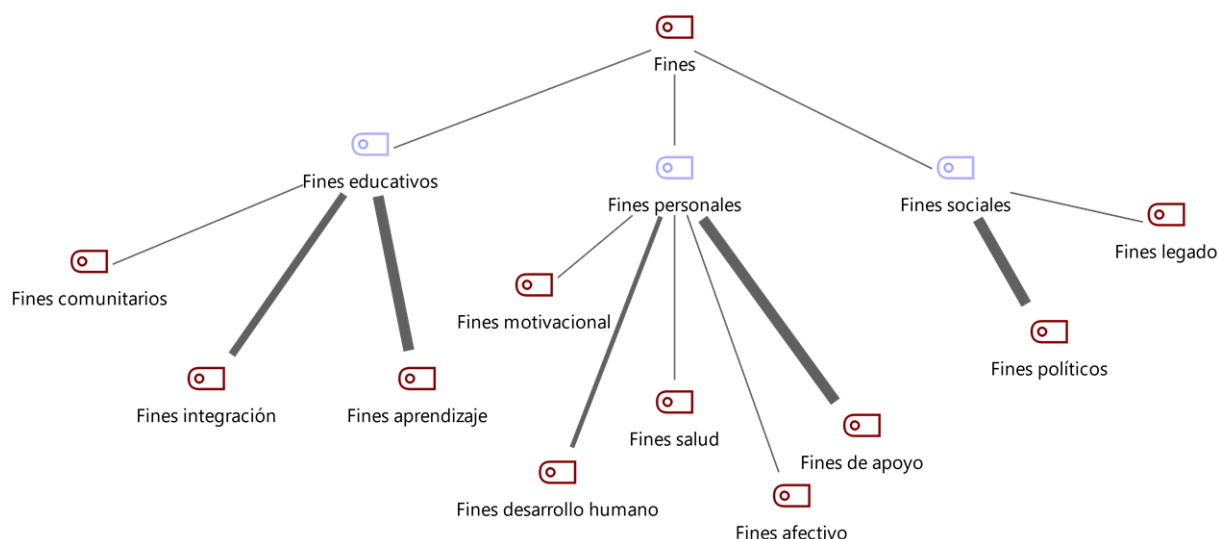 Fines
Fines educativos
Fines personales
Fines sociales
Fines legado
Fines comunitarios
Fines motivacional
Fines políticos
Fines integración
Fines aprendizaje
Fines salud
Fines de apoyo
Fines desarrollo humano
Fines afectivo